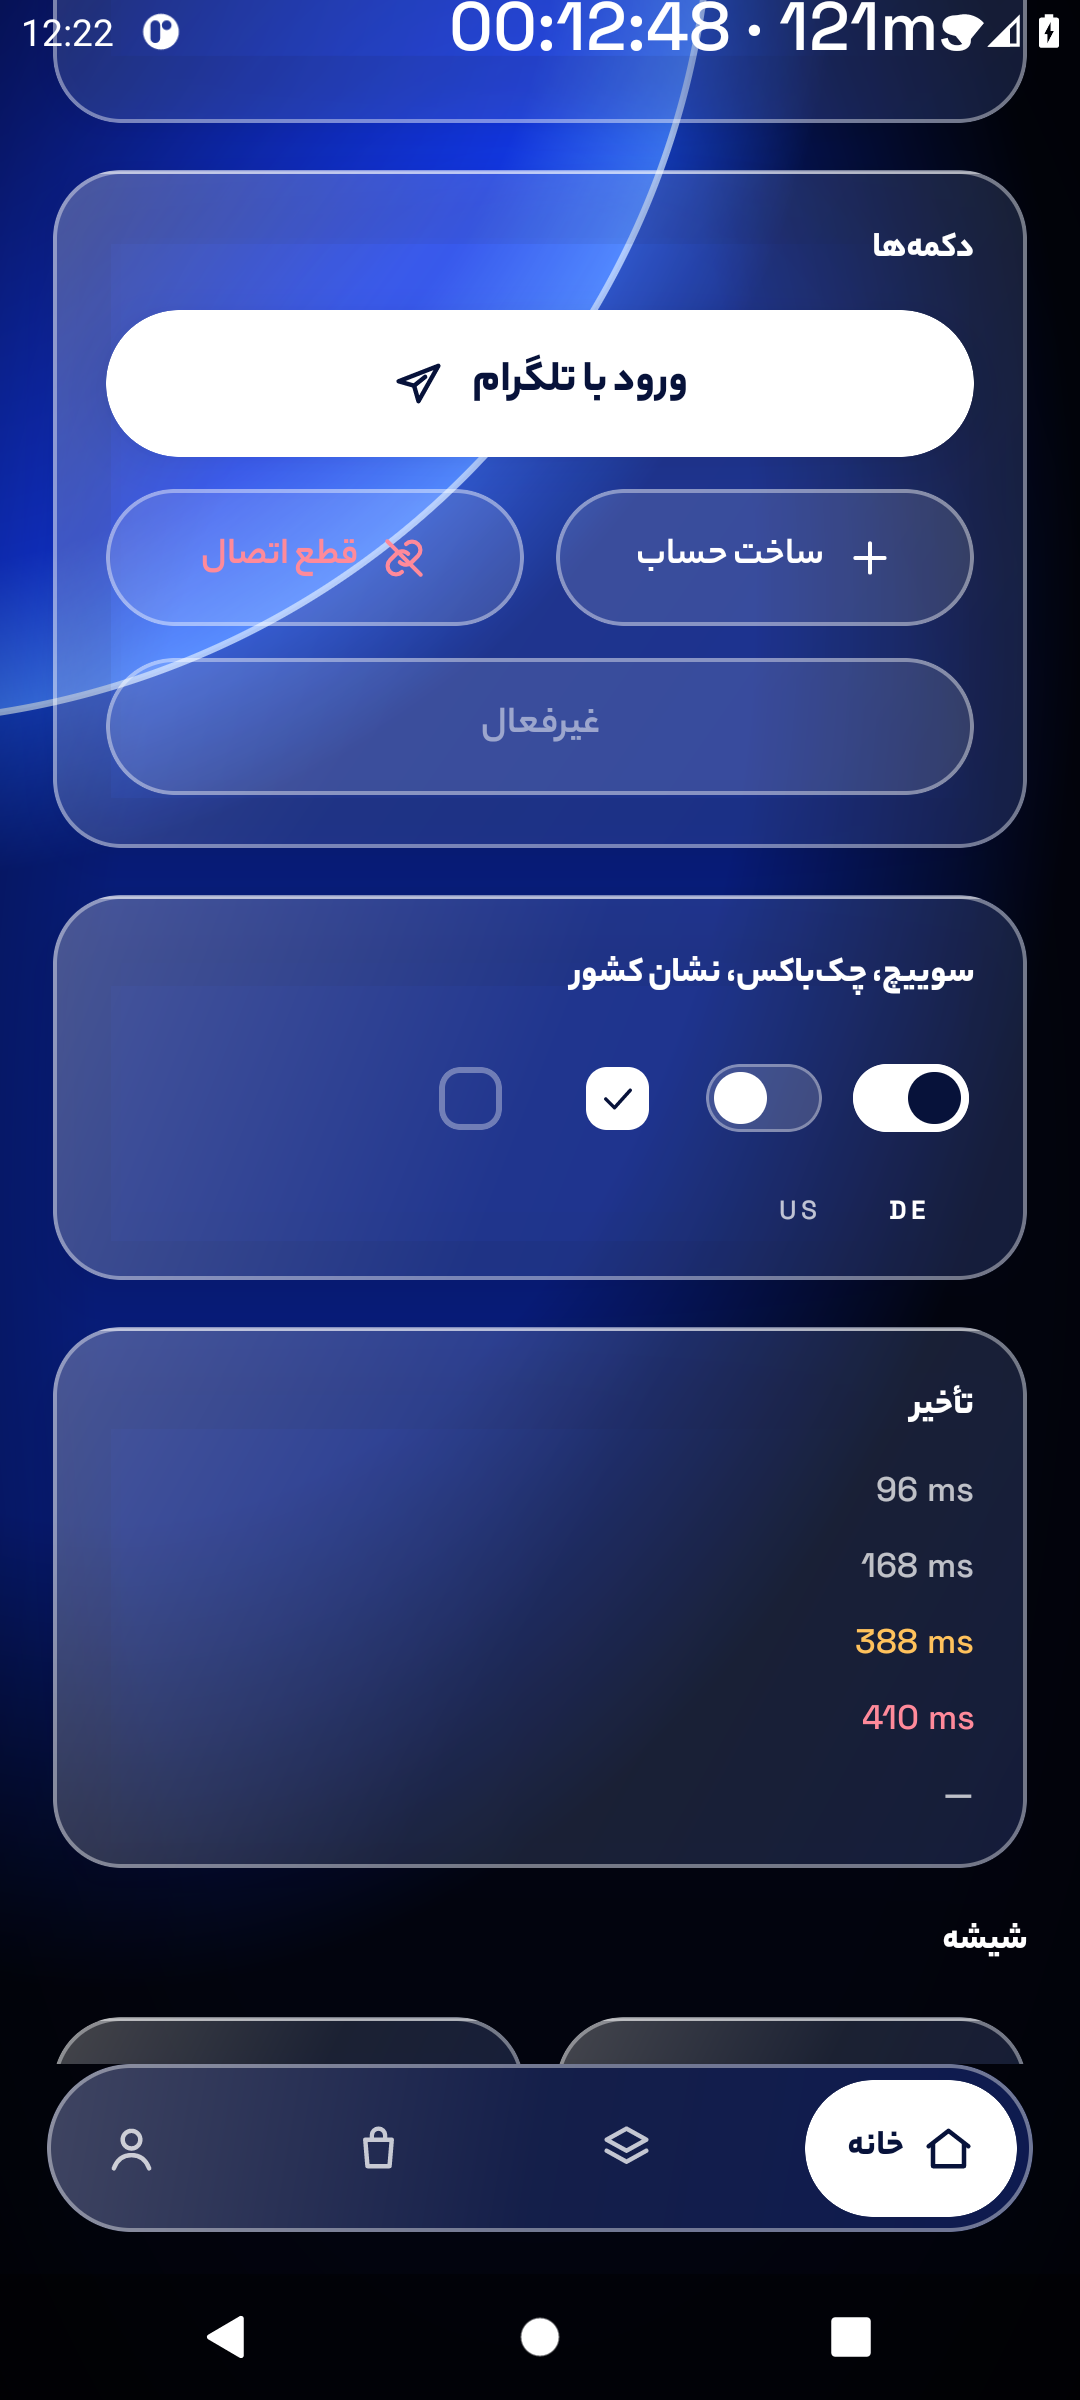 12:22
00:12:48 · 121ms
دکمه‌ها
ورود با تلگرام
ساخت حساب
قطع اتصال
غیرفعال
سوییچ، چک‌باکس، نشان کشور
DE
US
تأخیر
96 ms
168 ms
388 ms
410 ms
—
شیشه
خانه